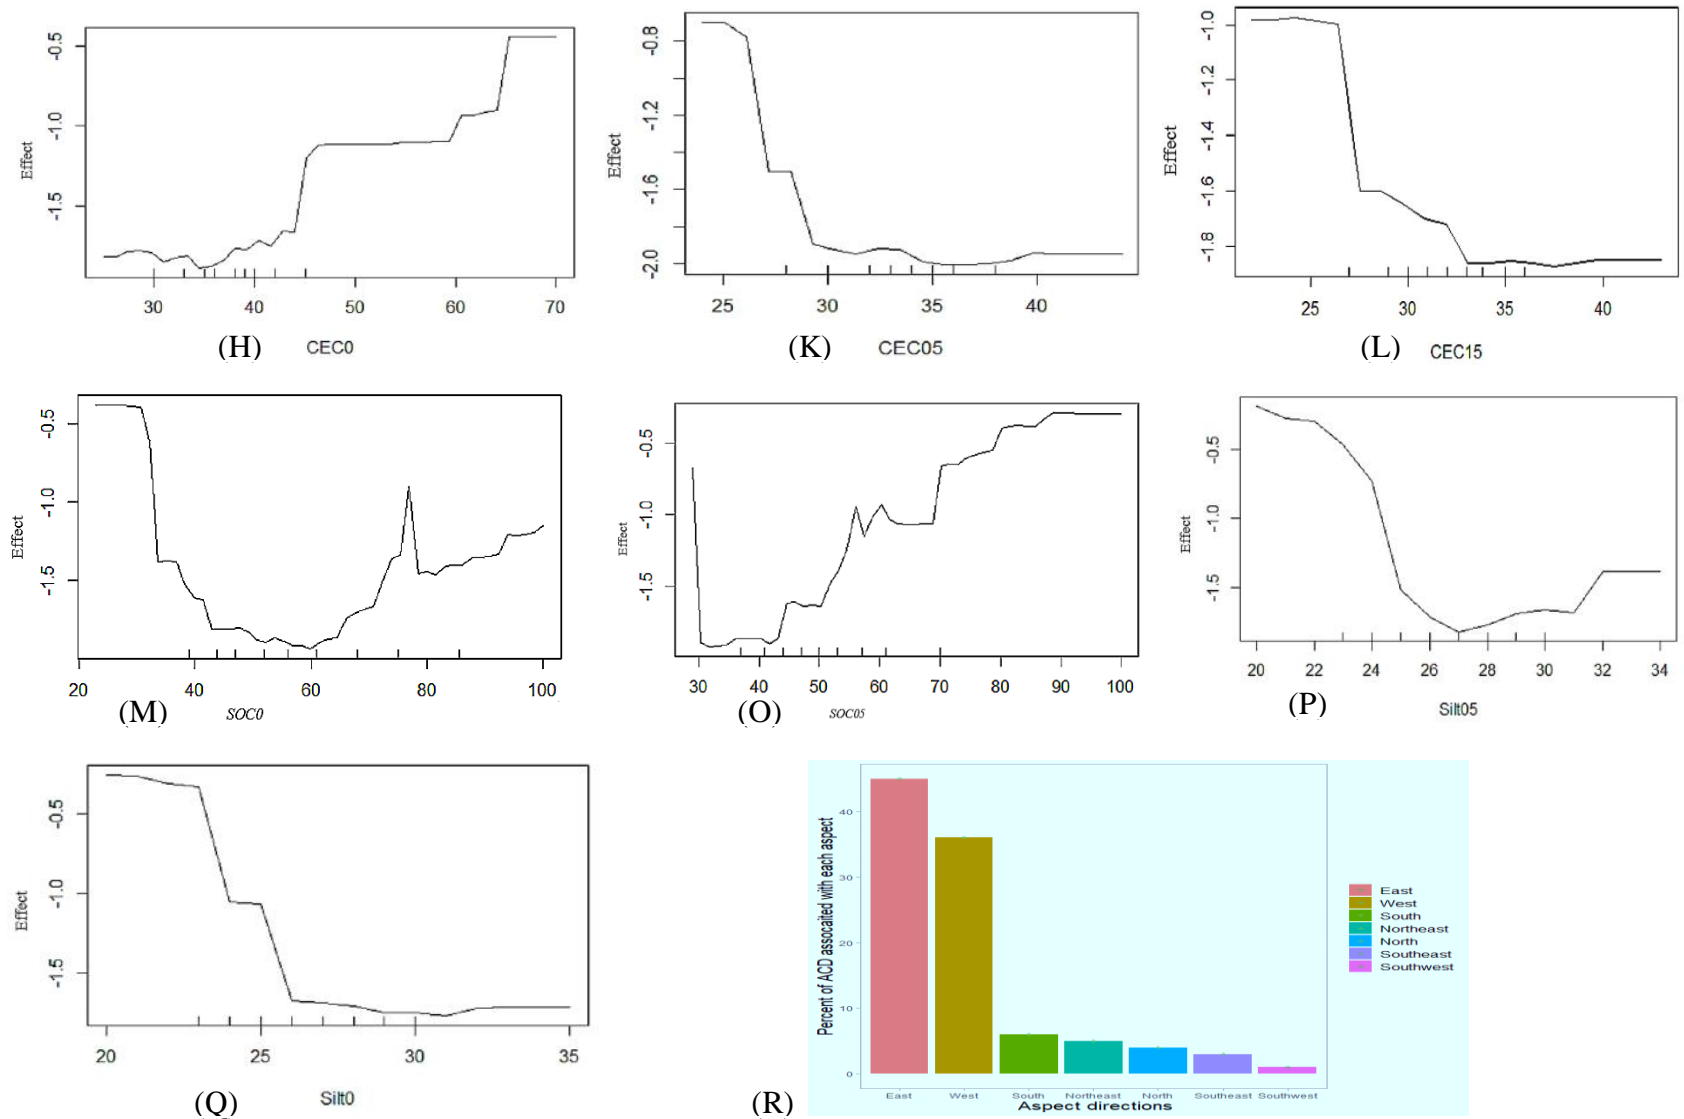 -0.5
-1.0
-1.5
Effect
30 40 50 60 70
(H) CEC0
-0.8
-1.2
-1.6
-2.0
Effect
25 30 35 40
(K) CEC05
-1.0
-1.2
-1.4
-1.6
-1.8
Effect
25 30 35 40
(L) CEC15
-0.5
-1.0
-1.5
Effect
20 40 60 80 100
(M) SOC0
-0.5
-1.0
-1.5
Effect
30 40 50 60 70 80 90 100
(O) SOC05
-0.5
-1.0
-1.5
Effect
20 22 24 26 28 30 32 34
(P) Silt05
-0.5
-1.0
-1.5
Effect
20 25 30 35
(Q) Silt0
Percent of ACD assocaited with each aspect
40
30
20
10
0
East West South Northeast North Southeast Southwest
(R) Aspect directions
East
West
South
Northeast
North
Southeast
Southwest